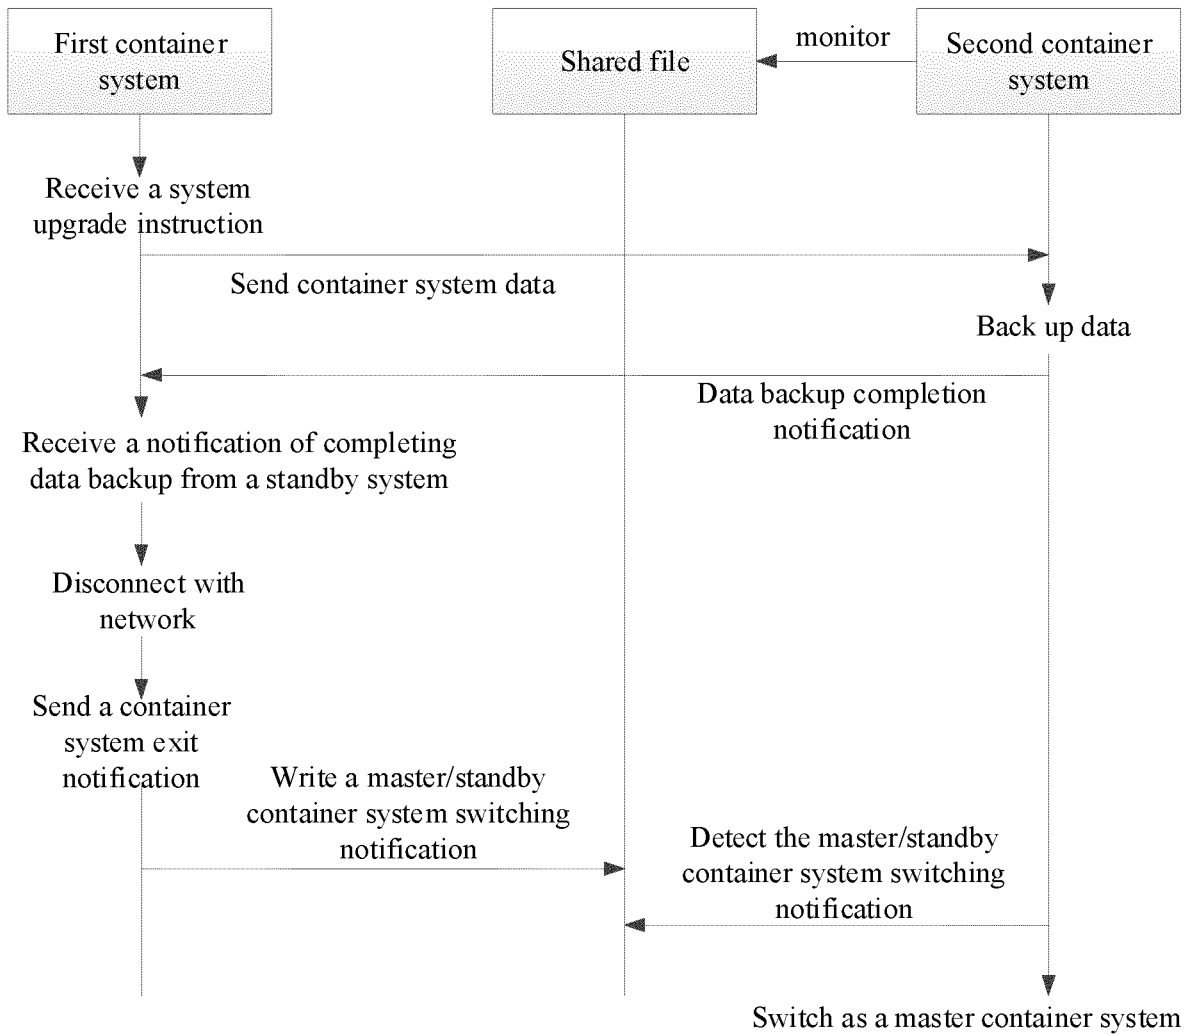 First container
system
Shared file
monitor
Second container
system
Receive a system
upgrade instruction
Send container system data
Back up data
Data backup completion
notification
Receive a notification of completing
data backup from a standby system
Disconnect with
network
Send a container
system exit
notification
Write a master/standby
container system switching
notification
Detect the master/standby
container system switching
notification
Switch as a master container system